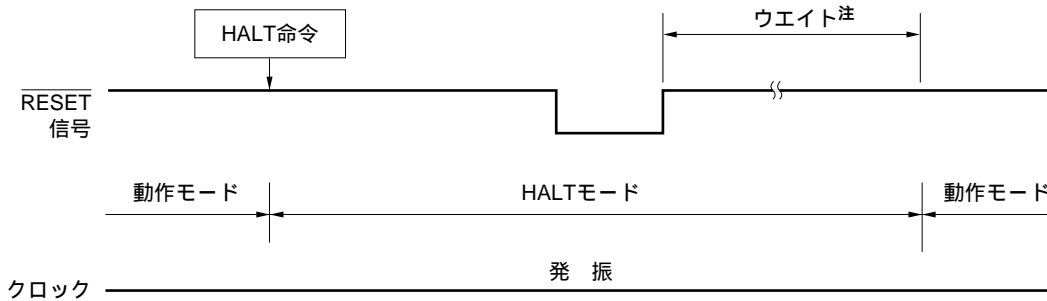 ウエイト注
HALT命令
RESET
信号
動作モード
HALTモード
動作モード
発 振
クロック